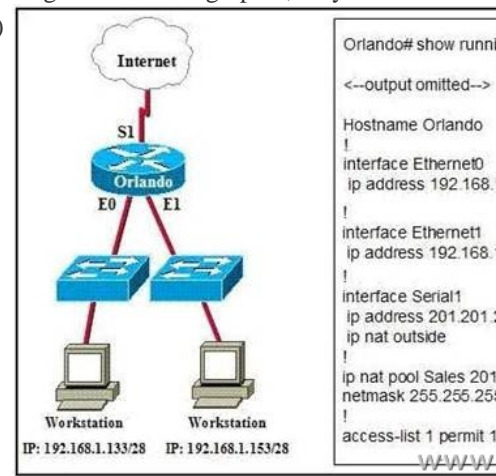 Internet
S1
Orlando
E0 E1
Workstation Workstation
IP: 192.168.1.133/28 IP: 192.168.1.153/28
Orlando# show runni
<--output omitted-->
Hostname Orlando
!
interface Ethernet0
ip address 192.168.
!
interface Ethernet1
ip address 192.168.1
!
interface Serial1
ip address 201.201.2
ip nat outside
!
ip nat pool Sales 201
netmask 255.255.255
!
access-list 1 permit 1
www